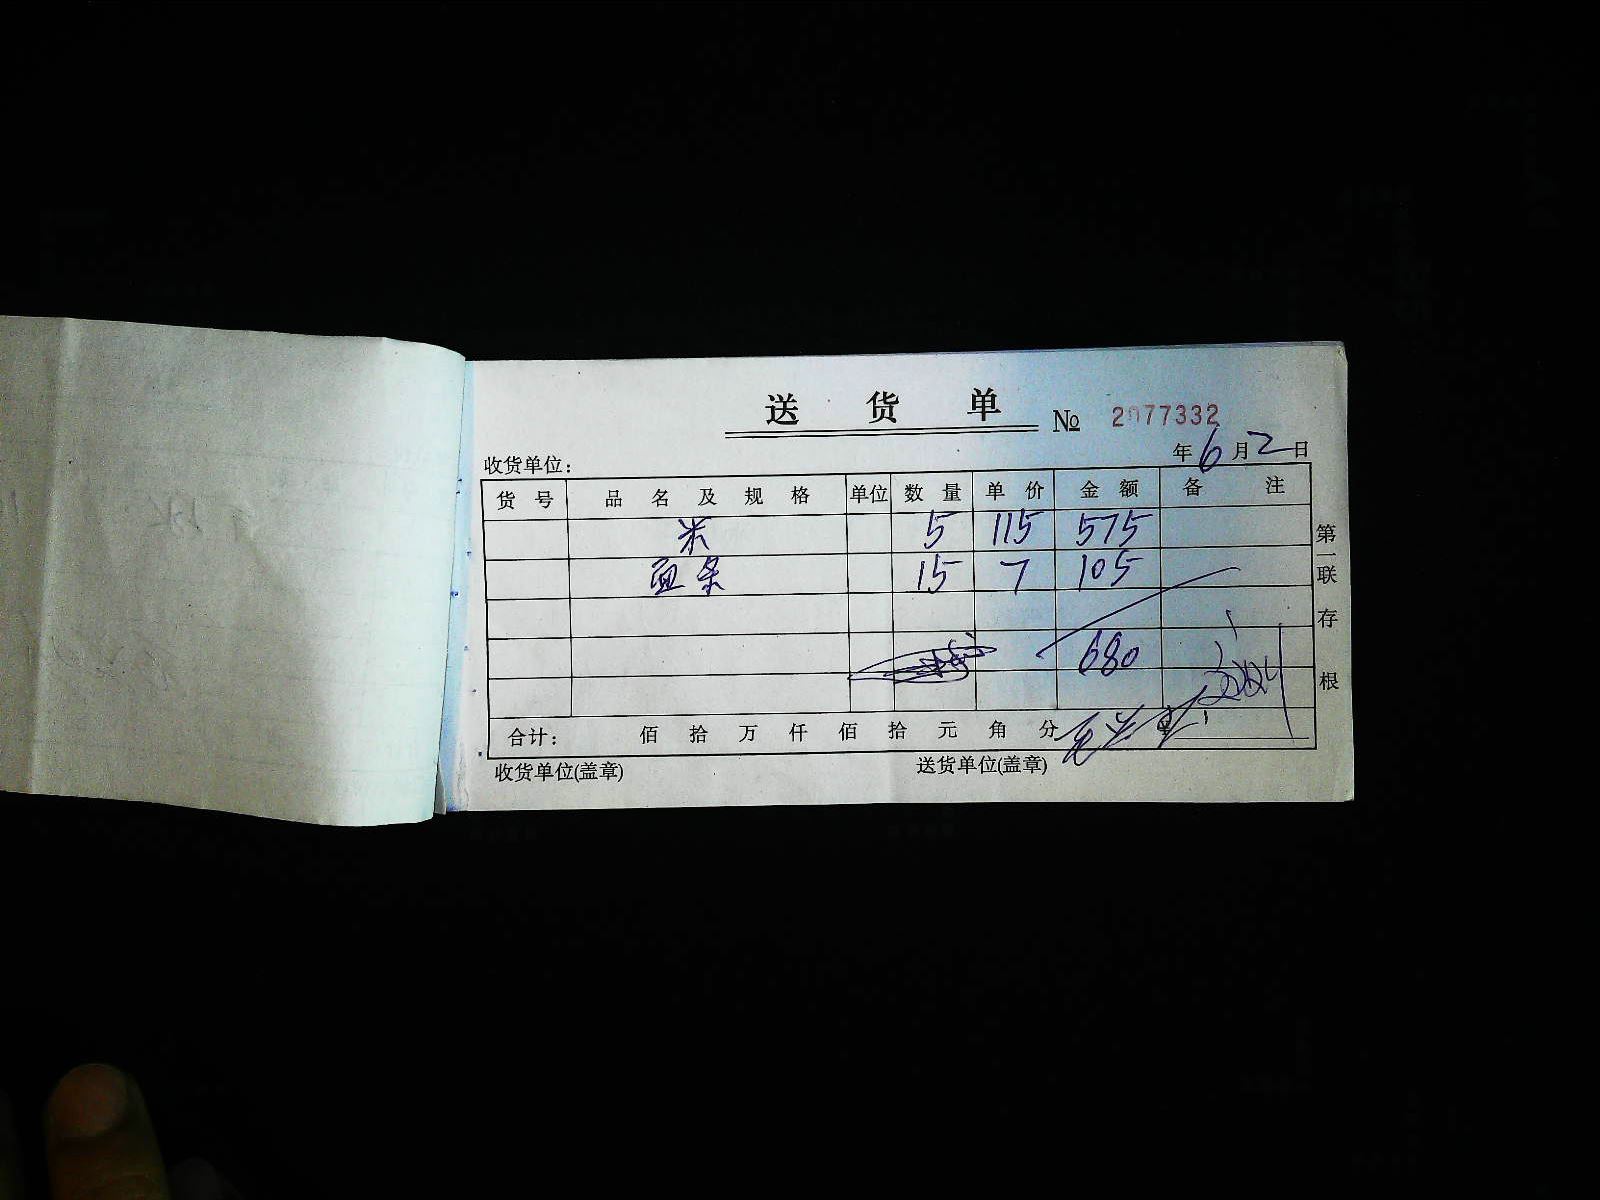 送 货 单 № 2077332
收货单位: 年 6 月 2 日
货 号 品 名 及 规 格 单位 数 量 单 价 金 额 备 注
米 5 115 575
面条 15 7 105
680
合计: 佰 拾 万 仟 佰 拾 元 角 分
收货单位(盖章) 送货单位(盖章)
第一联 存根